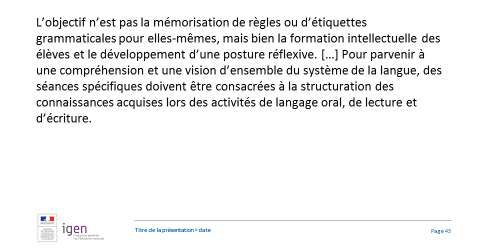 L’objectif n’est pas la mémorisation de règles ou d’étiquettes
grammaticales pour elles-mêmes, mais bien la formation intellectuelle des
élèves et le développement d’une posture réflexive. […] Pour parvenir à
une compréhension et une vision d’ensemble du système de la langue, des
séances spécifiques doivent être consacrées à la structuration des
connaissances acquises lors des activités de langage oral, de lecture et
d’écriture.
igen
Titre de la présentation > date
Page 43